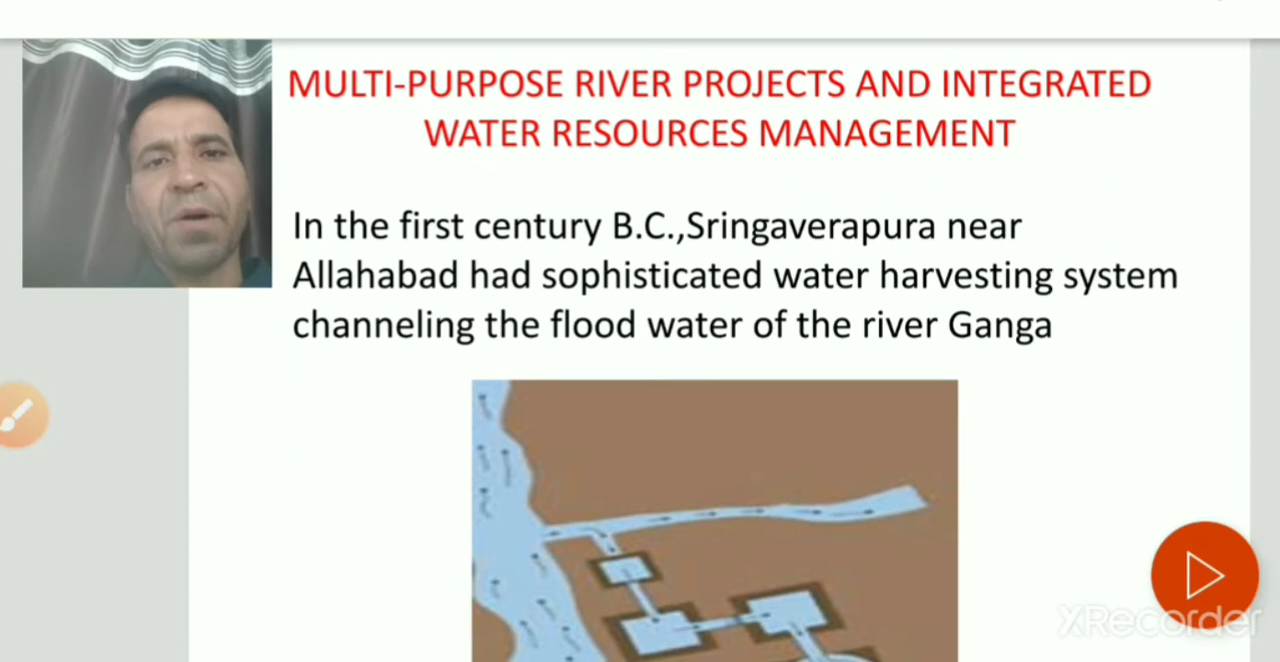 MULTI-PURPOSE RIVER PROJECTS AND INTEGRATED
WATER RESOURCES MANAGEMENT
In the first century B.C.,Sringaverapura near
Allahabad had sophisticated water harvesting system
channeling the flood water of the river Ganga
XRecorder